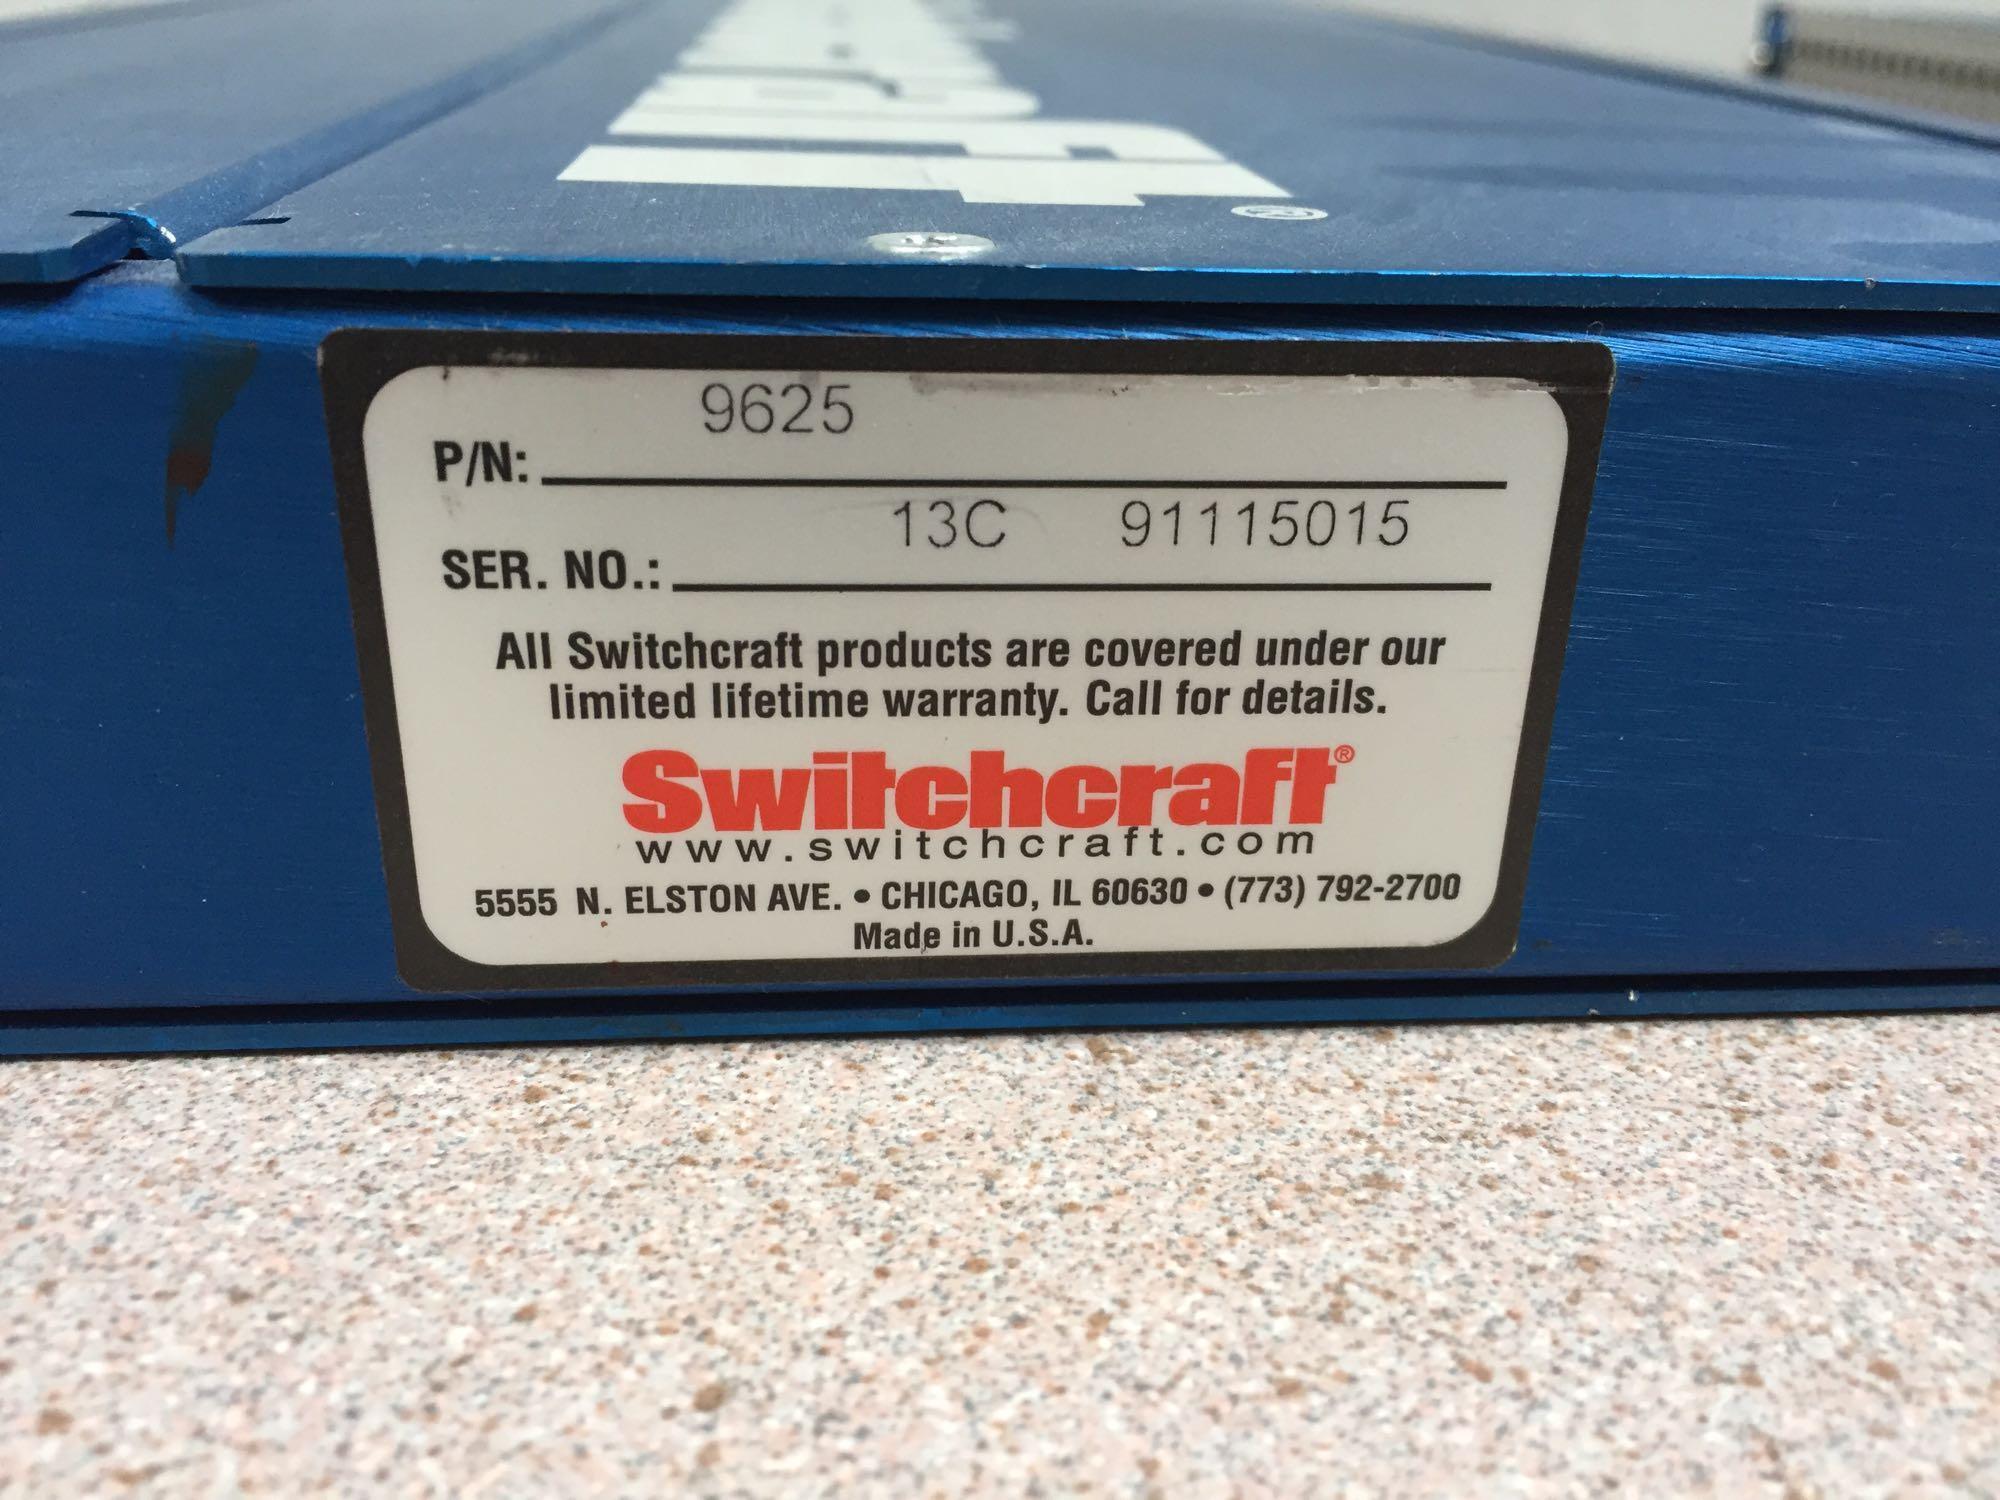 9625
P/N:
13C 91115015
SER. NO.:
All Switchcraft products are covered under our
limited lifetime warranty. Call for details.
Switchcraft®
www.switchcraft.com
5555 N. ELSTON AVE. • CHICAGO, IL 60630 • (773) 792-2700
Made in U.S.A.